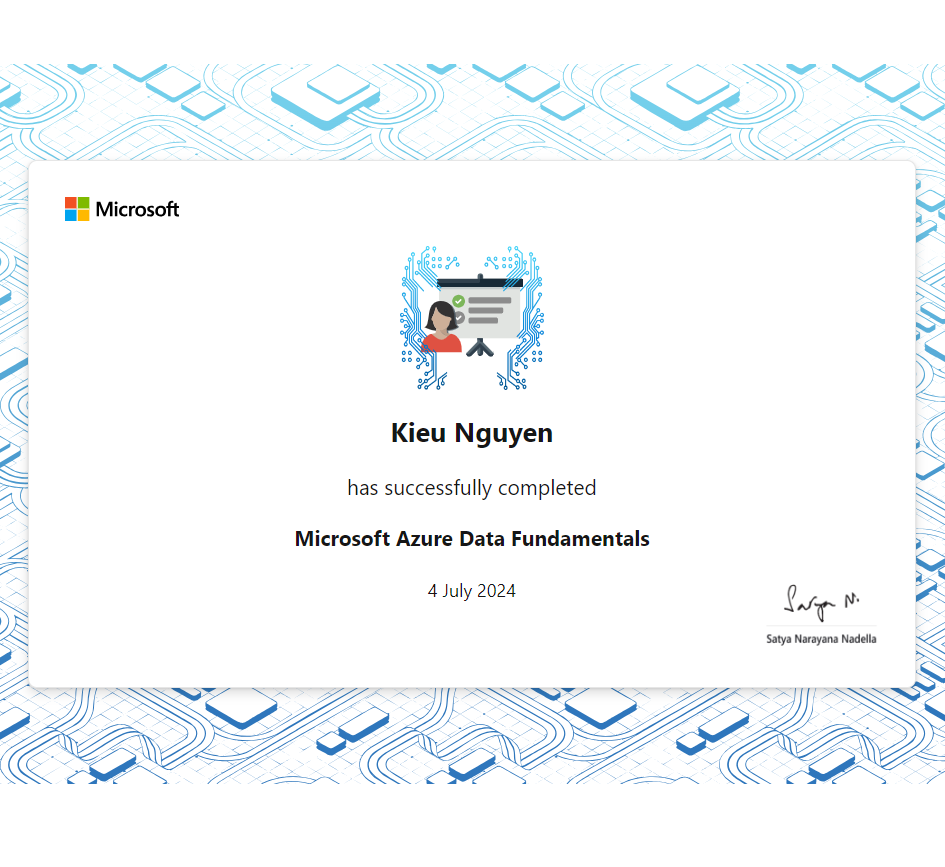 Microsoft
Kieu Nguyen
has successfully completed
Microsoft Azure Data Fundamentals
4 July 2024
Satya N.
Satya Narayana Nadella